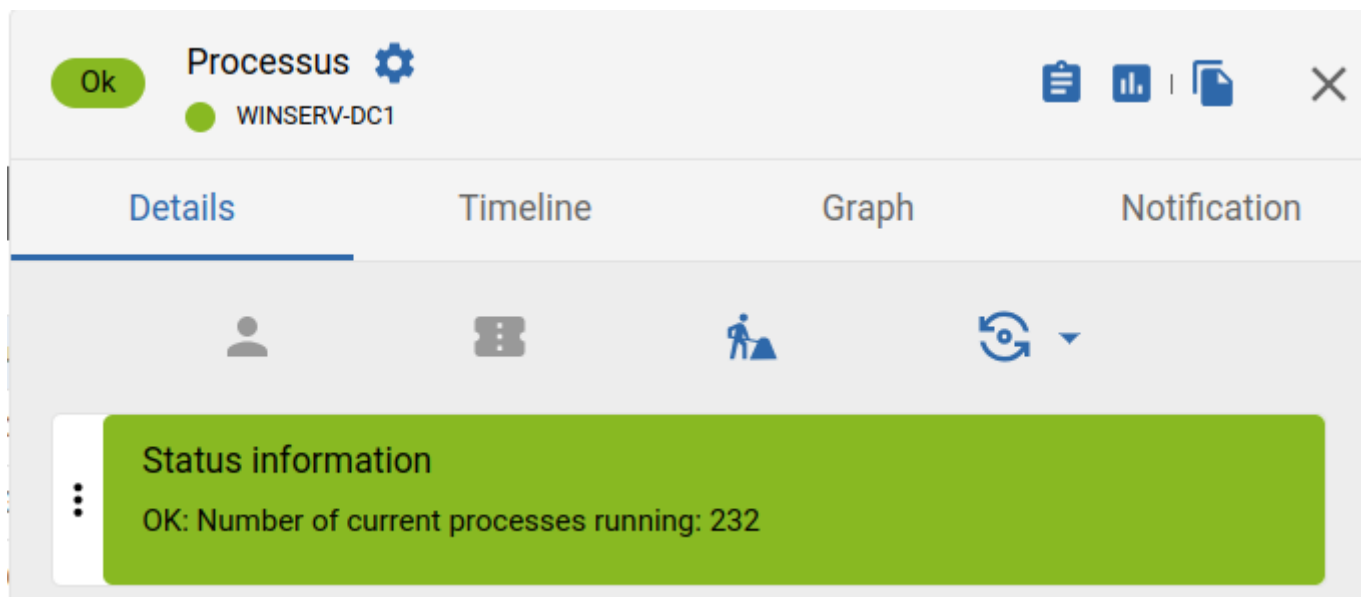 Ok
Processus
WINSERV-DC1
Details
Timeline
Graph
Notification
Status information
OK: Number of current processes running: 232